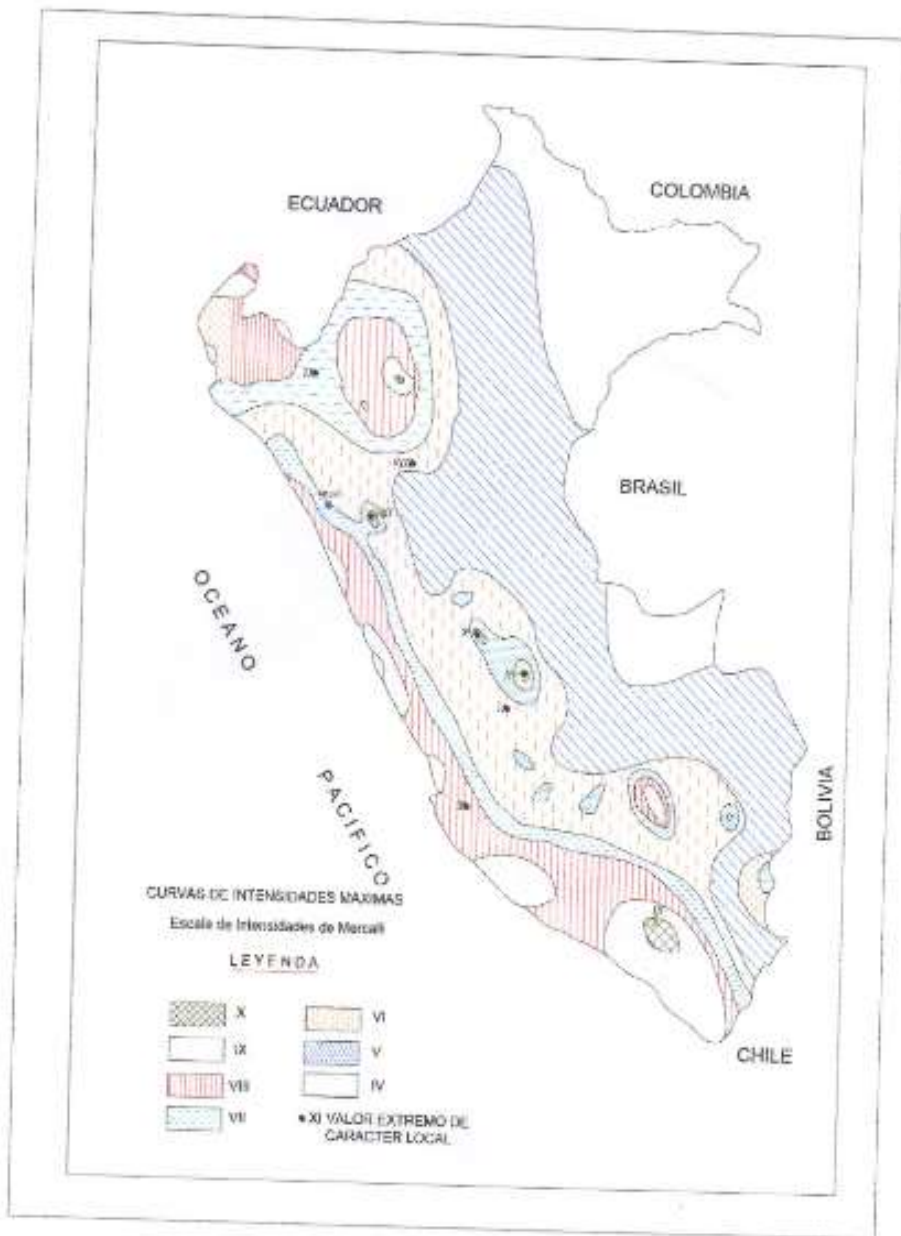 ECUADOR
COLOMBIA
BRASIL
OCEANO
PACIFICO
BOLIVIA
CHILE
CURVAS DE INTENSIDADES MAXIMAS
Escala de Intensidades de Mercalli
LEYENDA
X
IX
VIII
VII
VI
V
IV
• XI VALOR EXTREMO DE
CARACTER LOCAL